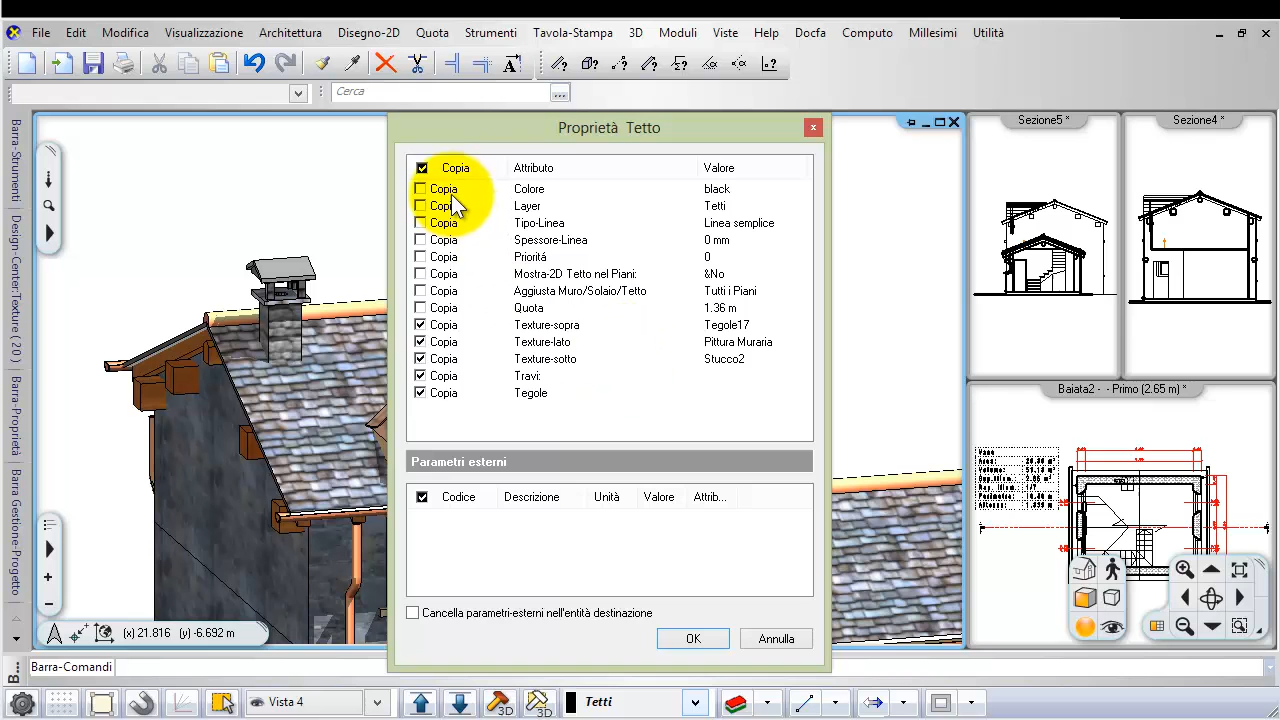 File Edit Modifica Visualizzazione Architettura Disegno-2D Quota Strumenti Tavola-Stampa 3D Moduli Viste Help Docfa Computo Millesimi Utilità
Cerca ...
Barra-Strumenti
Design-Center:Texture ( 20 )
Barra-Proprietà
Barra Gestione-Progetto
Proprietà Tetto
Copia Attributo Valore
Copia Colore black
Copia Layer Tetti
Copia Tipo-Linea Linea semplice
Copia Spessore-Linea 0 mm
Copia Prioritá 0
Copia Mostra-2D Tetto nel Piani: &No
Copia Aggiusta Muro/Solaio/Tetto Tutti i Piani
Copia Quota 1.36 m
Copia Texture-sopra Tegole17
Copia Texture-lato Pittura Muraria
Copia Texture-sotto Stucco2
Copia Travi:
Copia Tegole
Parametri esterni
Codice Descrizione Unità Valore Attrib...
Cancella parametri-esterni nell'entità destinazione
OK Annulla
Sezione5 * Sezione4 *
Baiata2 - - Primo (2.65 m) *
(x) 21.816 (y) -6.692 m
Barra-Comandi
Vista 4
3D 3D
Tetti